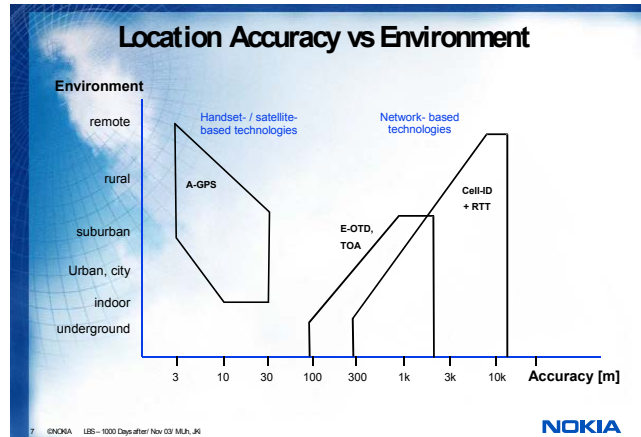 Location Accuracy vs Environment
Environment
Handset- / satellite-
based technologies
Network- based
technologies
remote
rural
A-GPS
Cell-ID
+ RTT
suburban
E-OTD,
TOA
Urban, city
indoor
underground
3 10 30 100 300 1k 3k 10k Accuracy [m]
7 ©NOKIA LBS – 1000 Days after/ Nov 03/ MUh, JKi
NOKIA